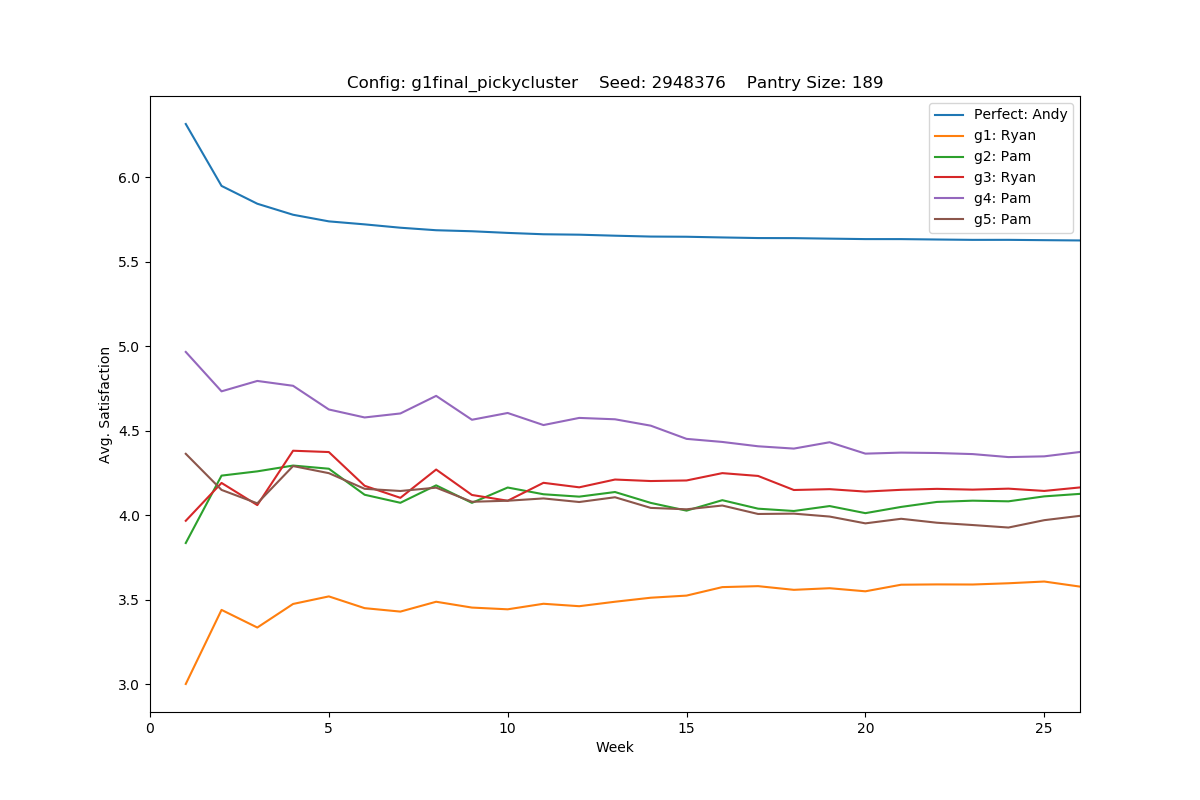 Config: g1final_pickycluster    Seed: 2948376    Pantry Size: 189
Perfect: Andy
g1: Ryan
g2: Pam
g3: Ryan
g4: Pam
g5: Pam
Avg. Satisfaction
6.0
5.5
5.0
4.5
4.0
3.5
3.0
0 5 10 15 20 25
Week